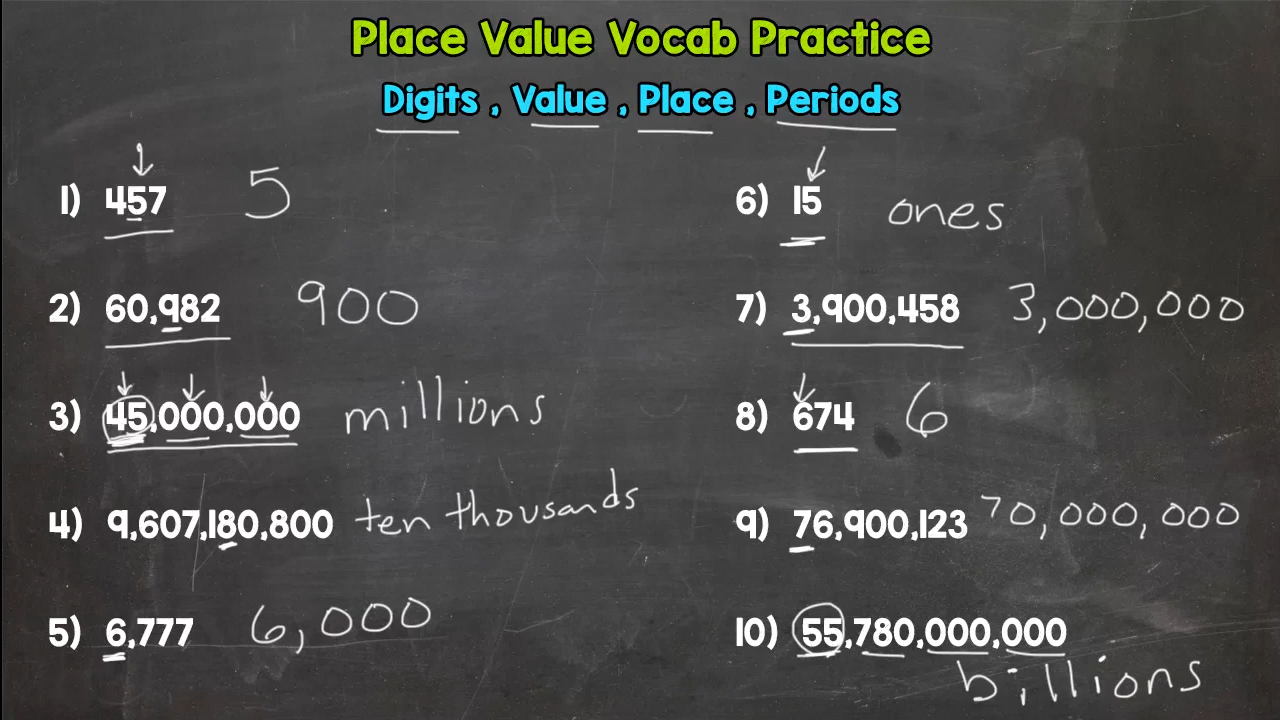 Place Value Vocab Practice
Digits , Value , Place , Periods
1) 457 5
2) 60,982 900
3) 45,000,000 millions
4) 9,607,180,800 ten thousands
5) 6,777 6,000
6) 15 ones
7) 3,900,458 3,000,000
8) 674 6
9) 76,900,123 70,000,000
10) 55,780,000,000
billions